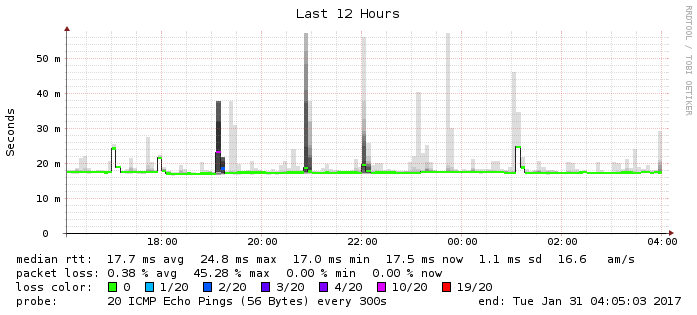 Last 12 Hours
RRDTOOL / TOBI OETIKER
Seconds
50 m
40 m
30 m
20 m
10 m
0
18:00 20:00 22:00 00:00 02:00 04:00
median rtt: 17.7 ms avg 24.8 ms max 17.0 ms min 17.5 ms now 1.1 ms sd 16.6 am/s
packet loss: 0.38 % avg 45.28 % max 0.00 % min 0.00 % now
loss color: 0 1/20 2/20 3/20 4/20 10/20 19/20
probe: 20 ICMP Echo Pings (56 Bytes) every 300s end: Tue Jan 31 04:05:03 2017